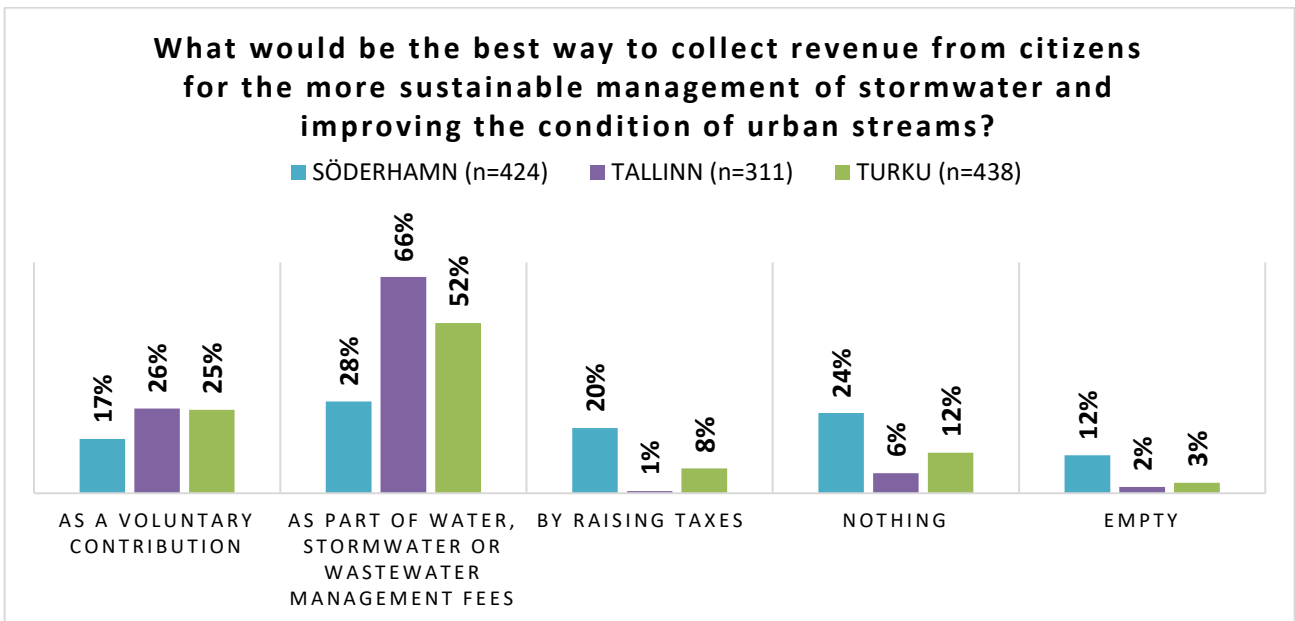 What would be the best way to collect revenue from citizens
for the more sustainable management of stormwater and
improving the condition of urban streams?
SÖDERHAMN (n=424) TALLINN (n=311) TURKU (n=438)
17% 26% 25% 28% 66% 52% 20% 1% 8% 24% 6% 12% 12% 2% 3%
AS A VOLUNTARY
CONTRIBUTION
AS PART OF WATER,
STORMWATER OR
WASTEWATER
MANAGEMENT FEES
BY RAISING TAXES
NOTHING
EMPTY